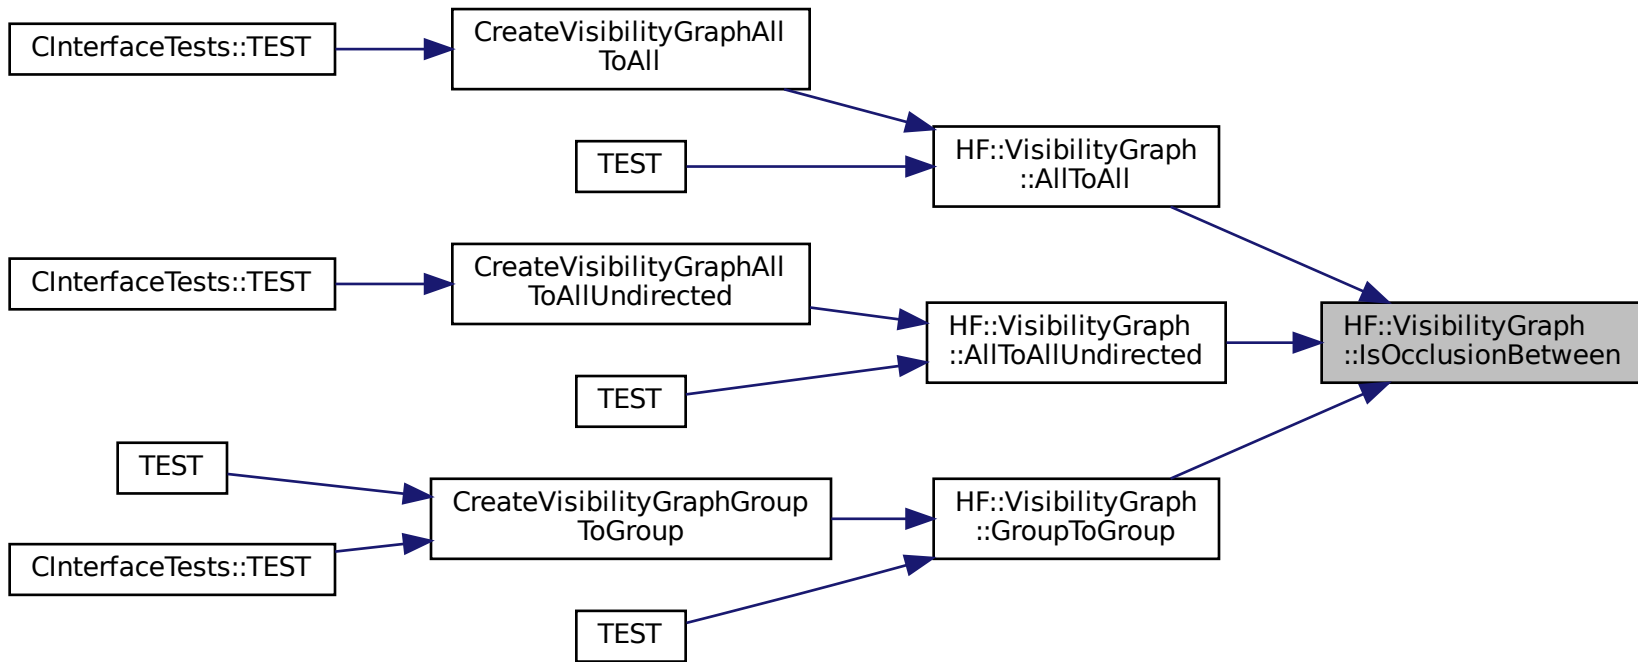 CInterfaceTests::TEST
CreateVisibilityGraphAll
ToAll
TEST
HF::VisibilityGraph
::AllToAll
CInterfaceTests::TEST
CreateVisibilityGraphAll
ToAllUndirected
TEST
HF::VisibilityGraph
::AllToAllUndirected
HF::VisibilityGraph
::IsOcclusionBetween
TEST
CInterfaceTests::TEST
CreateVisibilityGraphGroup
ToGroup
HF::VisibilityGraph
::GroupToGroup
TEST